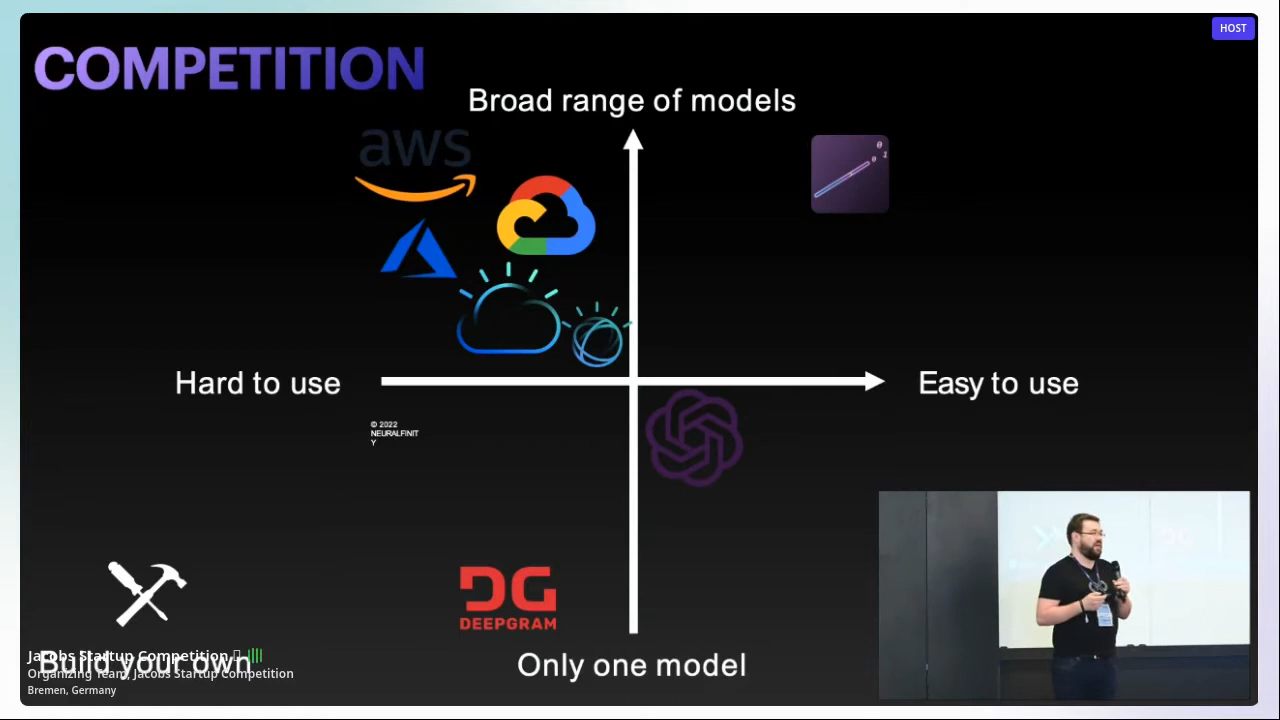 HOST
COMPETITION
Broad range of models
aws
Hard to use
Easy to use
© 2022
NEURALFINIT
Y
DG
DEEPGRAM
Only one model
Build your own
Jacobs Startup Competition
Organizing Team, Jacobs Startup Competition
Bremen, Germany